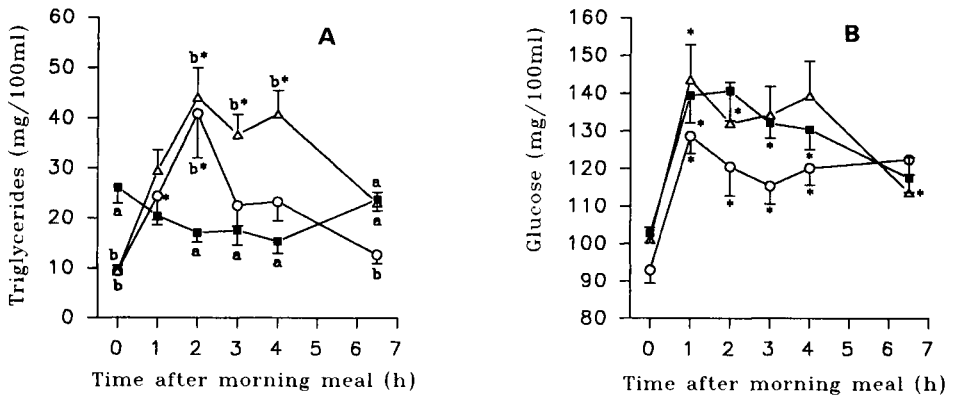 A
Triglycerides (mg/100ml)
60
50
40
30
20
10
0
b*
b*
b*
b*
*
a
a
a
a
a
a
b
b
b
0 1 2 3 4 5 6 7
Time after morning meal (h)
B
Glucose (mg/100ml)
160
150
140
130
120
110
100
90
80
*
*
*
*
*
*
*
*
*
*
0 1 2 3 4 5 6 7
Time after morning meal (h)